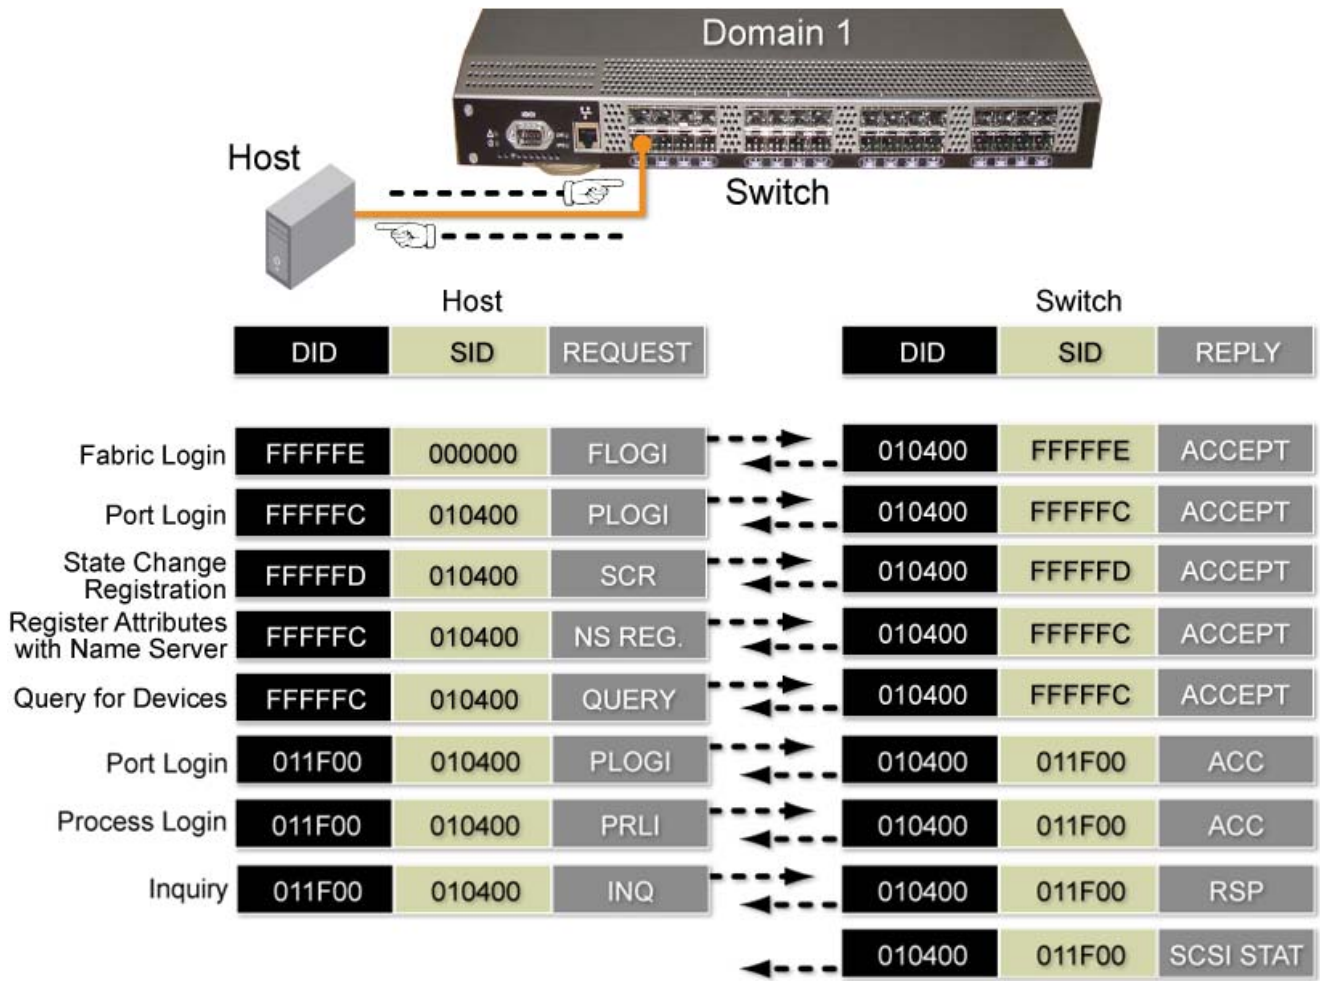 Domain 1
Host
Switch
Host
Switch
DID SID REQUEST DID SID REPLY
Fabric Login FFFFFE 000000 FLOGI 010400 FFFFFE ACCEPT
Port Login FFFFFC 010400 PLOGI 010400 FFFFFC ACCEPT
State Change
Registration FFFFFD 010400 SCR 010400 FFFFFD ACCEPT
Register Attributes
with Name Server FFFFFC 010400 NS REG. 010400 FFFFFC ACCEPT
Query for Devices FFFFFC 010400 QUERY 010400 FFFFFC ACCEPT
Port Login 011F00 010400 PLOGI 010400 011F00 ACC
Process Login 011F00 010400 PRLI 010400 011F00 ACC
Inquiry 011F00 010400 INQ 010400 011F00 RSP
010400 011F00 SCSI STAT